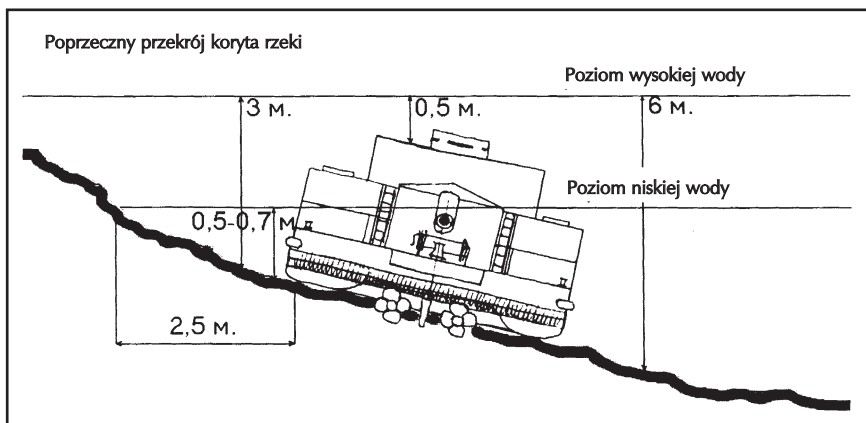 Poprzeczny przekrój koryta rzeki
Poziom wysokiej wody
3 м.
0,5 м.
6 м.
Poziom niskiej wody
0,5-0,7 м
2,5 м.